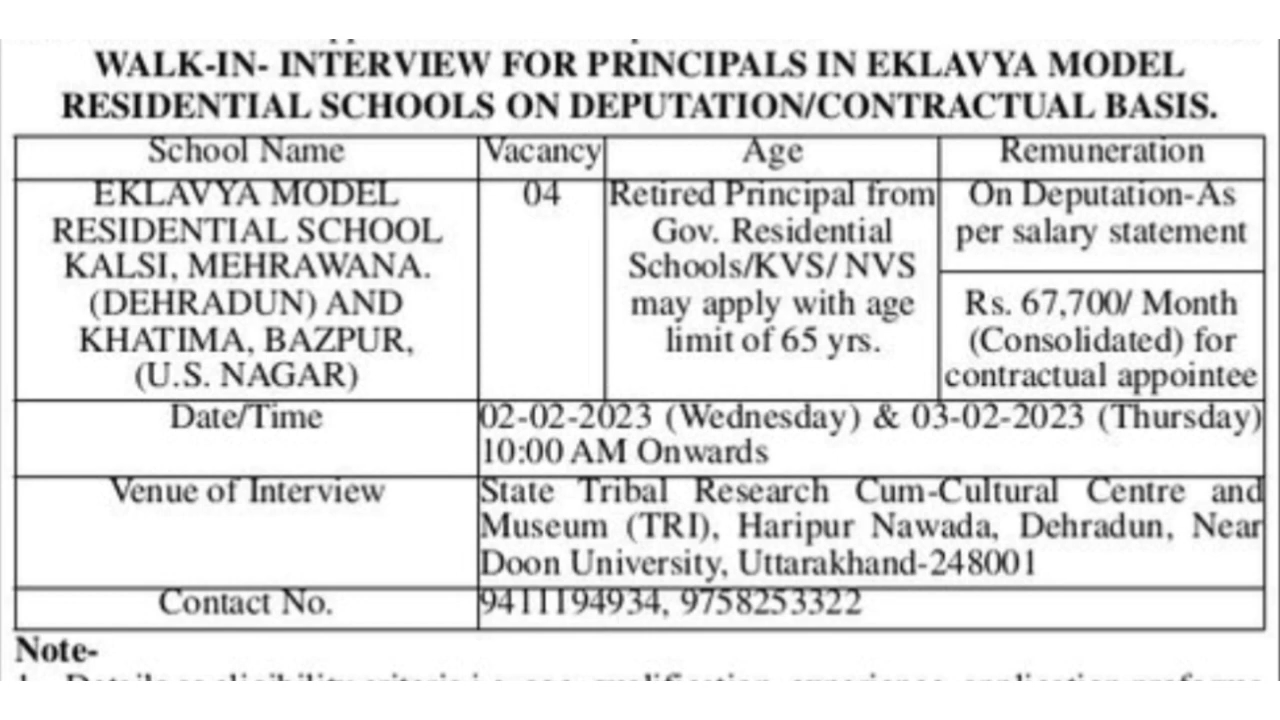 WALK-IN- INTERVIEW FOR PRINCIPALS IN EKLAVYA MODEL
RESIDENTIAL SCHOOLS ON DEPUTATION/CONTRACTUAL BASIS.
School Name
Vacancy
Age
Remuneration
EKLAVYA MODEL
RESIDENTIAL SCHOOL
KALSI, MEHRAWANA.
(DEHRADUN) AND
KHATIMA, BAZPUR,
(U.S. NAGAR)
04
Retired Principal from
Gov. Residential
Schools/KVS/ NVS
may apply with age
limit of 65 yrs.
On Deputation-As
per salary statement
Rs. 67,700/ Month
(Consolidated) for
contractual appointee
Date/Time
02-02-2023 (Wednesday) & 03-02-2023 (Thursday)
10:00 AM Onwards
Venue of Interview
State Tribal Research Cum-Cultural Centre and
Museum (TRI), Haripur Nawada, Dehradun, Near
Doon University, Uttarakhand-248001
Contact No.
9411194934, 9758253322
Note-